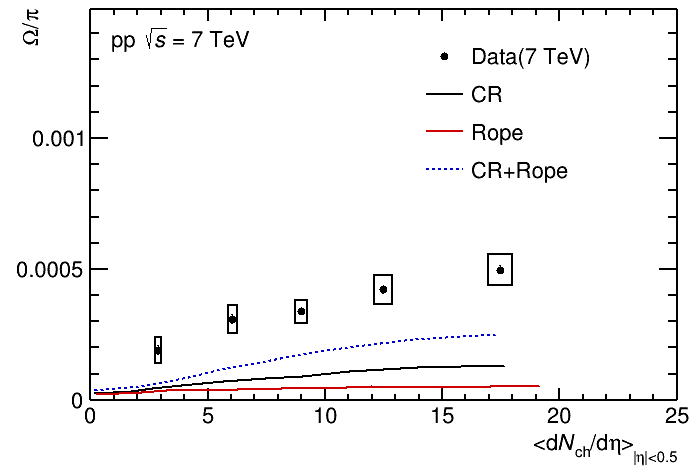 Ω/π
pp √s = 7 TeV
Data(7 TeV)
CR
Rope
CR+Rope
0.001
0.0005
0
0 5 10 15 20 25
<dN_ch/dη>_|η|<0.5